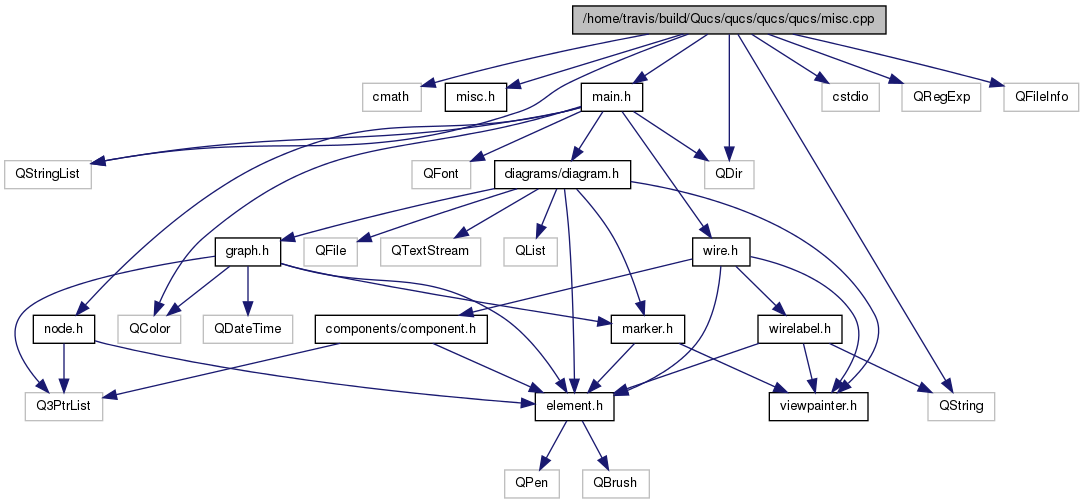 /home/travis/build/Qucs/qucs/qucs/qucs/misc.cpp
cmath
misc.h
main.h
cstdio
QRegExp
QFileInfo
QStringList
QFont
diagrams/diagram.h
QDir
graph.h
QFile
QTextStream
QList
wire.h
node.h
QColor
QDateTime
components/component.h
marker.h
wirelabel.h
Q3PtrList
element.h
viewpainter.h
QString
QPen
QBrush